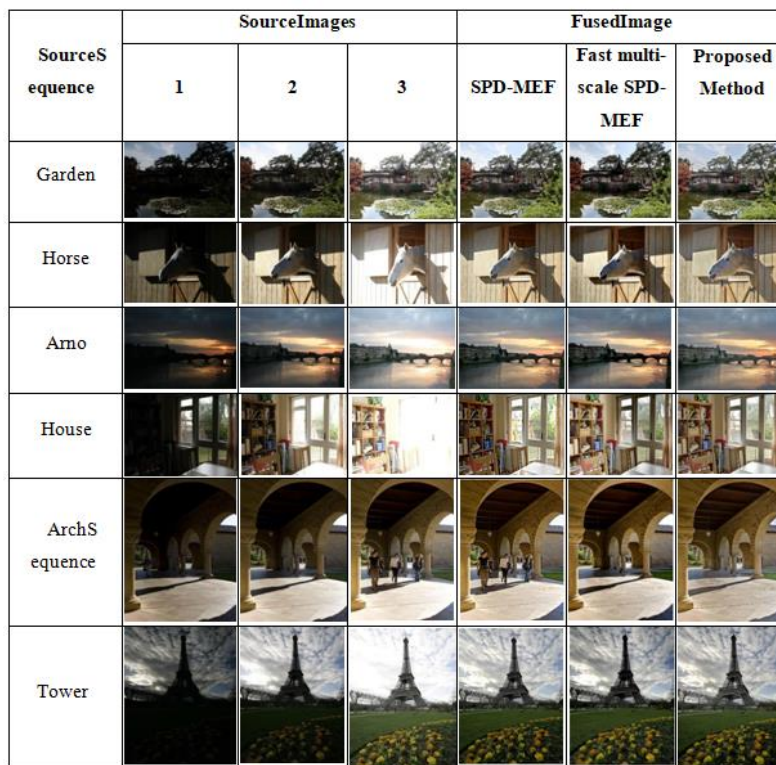 SourceImages FusedImage
SourceS
equence
1 2 3 SPD-MEF
Fast multi-
scale SPD-
MEF
Proposed
Method
Garden
Horse
Arno
House
ArchS
equence
Tower